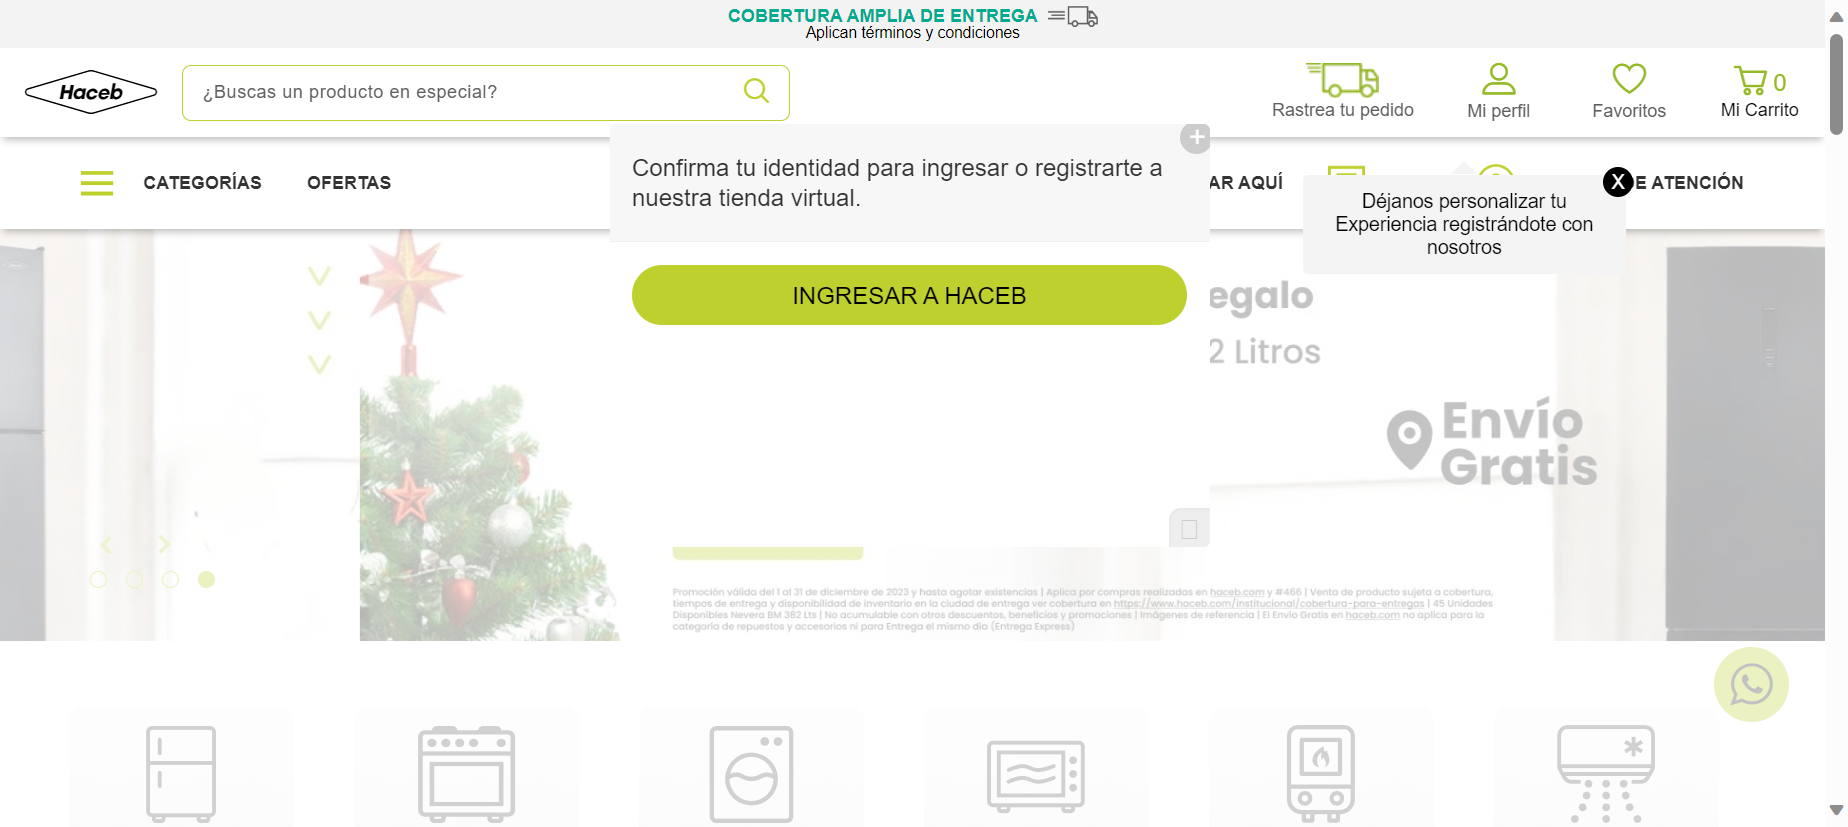 COBERTURA AMPLIA DE ENTREGA
Aplican términos y condiciones
Haceb
¿Buscas un producto en especial?
Rastrea tu pedido
Mi perfil
Favoritos
0
Mi Carrito
CATEGORÍAS
OFERTAS
AR AQUÍ
E ATENCIÓN
Confirma tu identidad para ingresar o registrarte a
nuestra tienda virtual.
INGRESAR A HACEB
X
Déjanos personalizar tu
Experiencia registrándote con
nosotros
egalo
2 Litros
Envío
Gratis
Promoción válida del 1 al 31 de diciembre de 2023 y hasta agotar existencias | Aplica por compras realizadas en haceb.com y #466 | Venta de producto sujeta a cobertura,
tiempos de entrega y disponibilidad de inventario en la ciudad de entrega ver cobertura en https://www.haceb.com/institucional/cobertura-para-entregas | 45 Unidades
Disponibles Nevera BM 382 Lts | No acumulable con otros descuentos, beneficios y promociones | Imágenes de referencia | El Envío Gratis en haceb.com no aplica para la
categoría de repuestos y accesorios ni para Entrega el mismo día (Entrega Express)